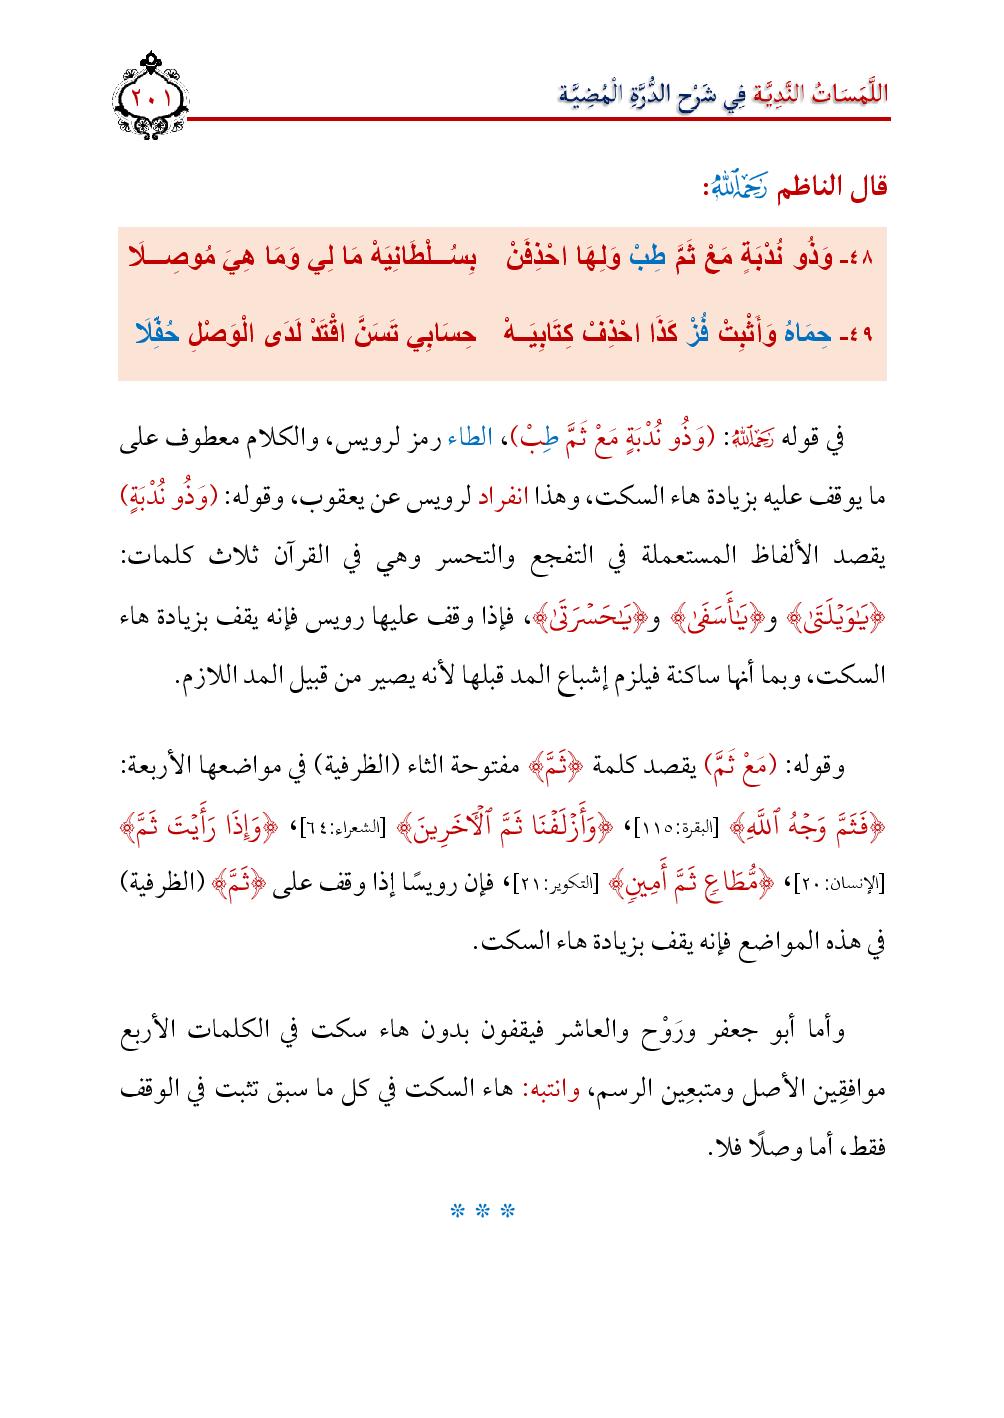 اللَّمَسَاتُ النَّدِيَّة فِي شَرْح الدُّرَّةِ الْمُضِيَّة
٢٠١
قال الناظم رَحِمَهُ اللَّهُ:
٤٨- وَذُو نُدْبَةٍ مَعْ ثَمَّ طِبْ وَلِهَا احْذِفَنْ بِسُلْطَانِيَهْ مَا لِي وَمَا هِيَ مُوصِلَا
٤٩- حِمَاهُ وَأَثْبِتْ فُزْ كَذَا احْذِفْ كِتَابِيَهْ حِسَابِي تَسَنَّ اقْتَدْ لَدَى الْوَصْلِ حُفِّلَا
في قوله رَحِمَهُ اللَّهُ: (وَذُو نُدْبَةٍ مَعْ ثَمَّ طِبْ)، الطاء رمز لرويس، والكلام معطوف على
ما يوقف عليه بزيادة هاء السكت، وهذا انفراد لرويس عن يعقوب، وقوله: (وَذُو نُدْبَةٍ)
يقصد الألفاظ المستعملة في التفجع والتحسر وهي في القرآن ثلاث كلمات:
﴿يَٰوَيۡلَتَىٰ﴾ و﴿يَٰأَسَفَىٰ﴾ و﴿يَٰحَسۡرَتَىٰ﴾، فإذا وقف عليها رويس فإنه يقف بزيادة هاء
السكت، وبما أنها ساكنة فيلزم إشباع المد قبلها لأنه يصير من قبيل المد اللازم.
وقوله: (مَعْ ثَمَّ) يقصد كلمة ﴿ثَمَّ﴾ مفتوحة الثاء (الظرفية) في مواضعها الأربعة:
﴿فَثَمَّ وَجۡهُ ٱللَّهِ﴾ [البقرة:١١٥]، ﴿وَأَزۡلَفۡنَا ثَمَّ ٱلۡأٓخَرِينَ﴾ [الشعراء:٦٤]، ﴿وَإِذَا رَأَيۡتَ ثَمَّ﴾
[الإنسان:٢٠]، ﴿مُّطَاعٖ ثَمَّ أَمِينٖ﴾ [التكوير:٢١]، فإن رويسًا إذا وقف على ﴿ثَمَّ﴾ (الظرفية)
في هذه المواضع فإنه يقف بزيادة هاء السكت.
وأما أبو جعفر ورَوْح والعاشر فيقفون بدون هاء سكت في الكلمات الأربع
موافقِين الأصل ومتبعِين الرسم، وانتبه: هاء السكت في كل ما سبق تثبت في الوقف
فقط، أما وصلًا فلا.
* * *